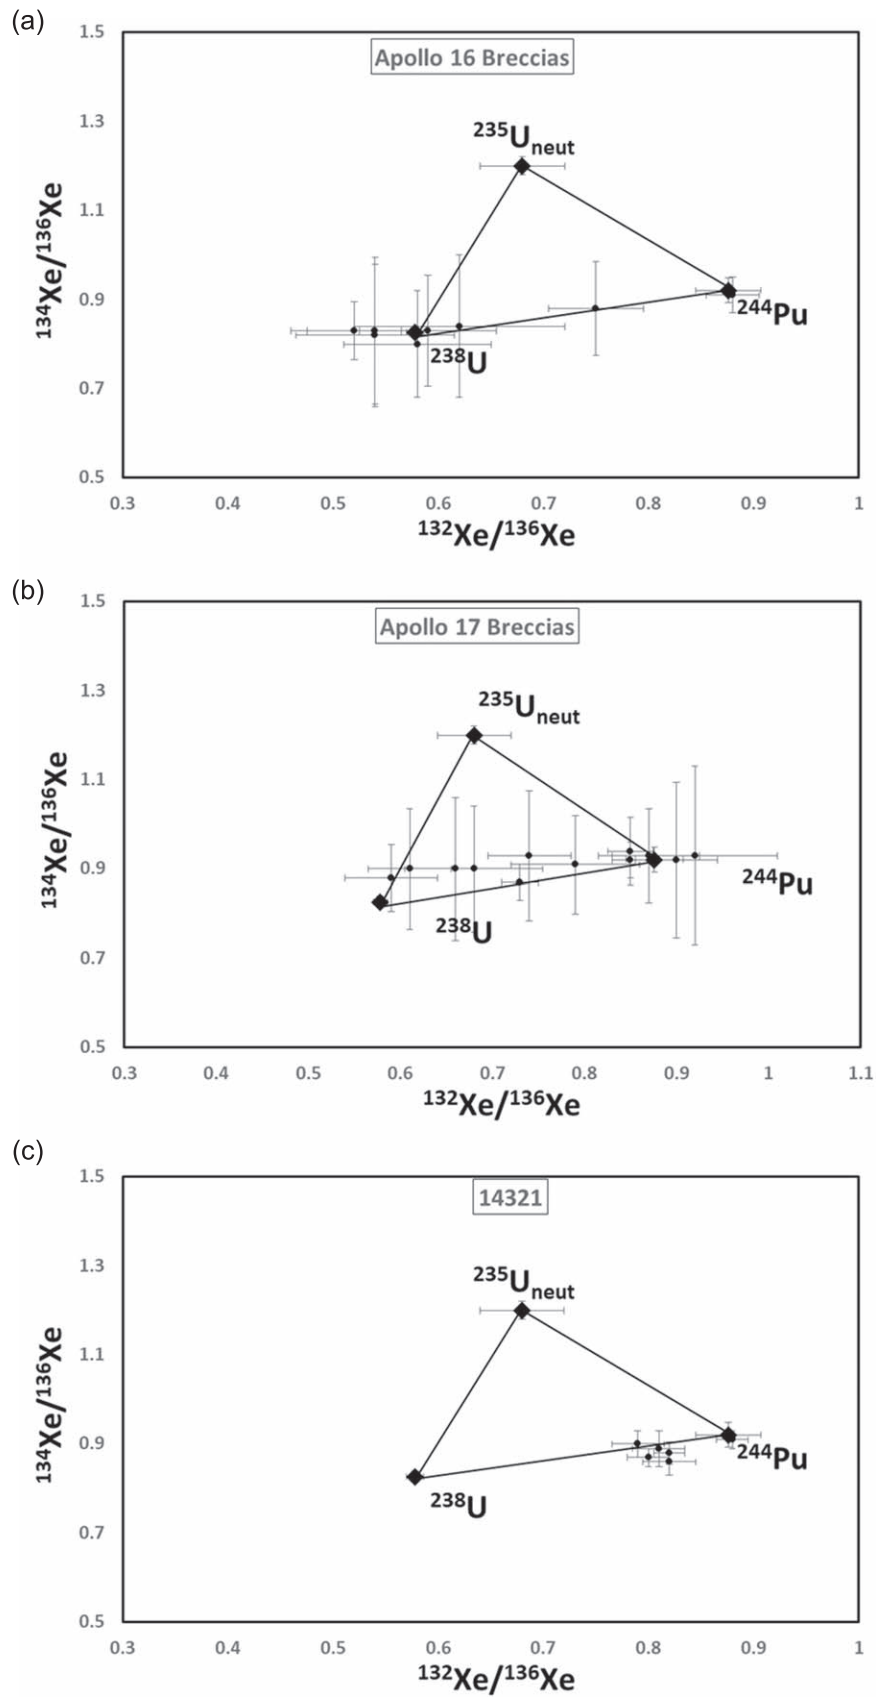 (a)
1.5
Apollo 16 Breccias
1.3
²³⁵U_neut
1.1
¹³⁴Xe/¹³⁶Xe
0.9
²⁴⁴Pu
²³⁸U
0.7
0.5
0.3 0.4 0.5 0.6 0.7 0.8 0.9 1
¹³²Xe/¹³⁶Xe
(b)
1.5
Apollo 17 Breccias
1.3
²³⁵U_neut
1.1
¹³⁴Xe/¹³⁶Xe
0.9
²⁴⁴Pu
²³⁸U
0.7
0.5
0.3 0.4 0.5 0.6 0.7 0.8 0.9 1 1.1
¹³²Xe/¹³⁶Xe
(c)
1.5
14321
1.3
²³⁵U_neut
1.1
¹³⁴Xe/¹³⁶Xe
0.9
²⁴⁴Pu
²³⁸U
0.7
0.5
0.3 0.4 0.5 0.6 0.7 0.8 0.9 1
¹³²Xe/¹³⁶Xe